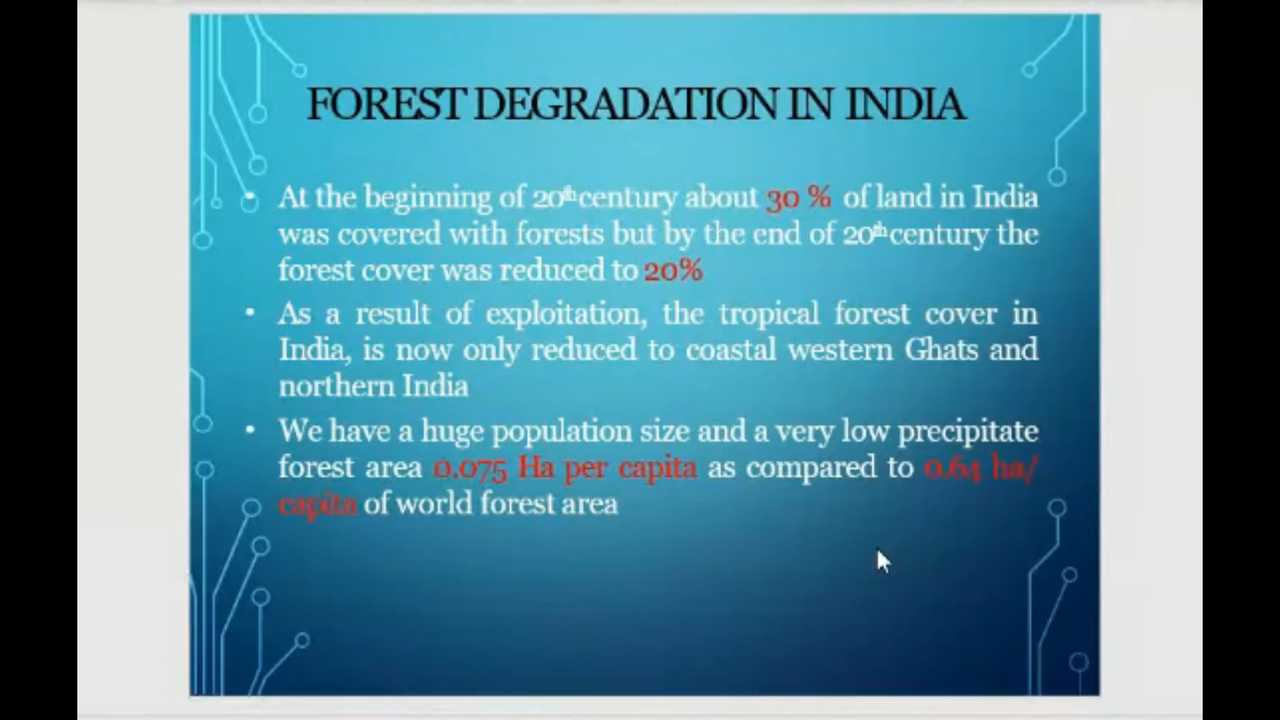 FOREST DEGRADATION IN INDIA
• At the beginning of 20th century about 30 % of land in India
was covered with forests but by the end of 20th century the
forest cover was reduced to 20%
• As a result of exploitation, the tropical forest cover in
India, is now only reduced to coastal western Ghats and
northern India
• We have a huge population size and a very low precipitate
forest area 0.075 Ha per capita as compared to 0.64 ha/
capita of world forest area